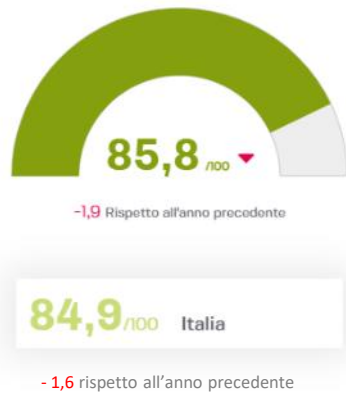 85,8 /100
-1,9 Rispetto all'anno precedente
84,9/100 Italia
- 1,6 rispetto all’anno precedente